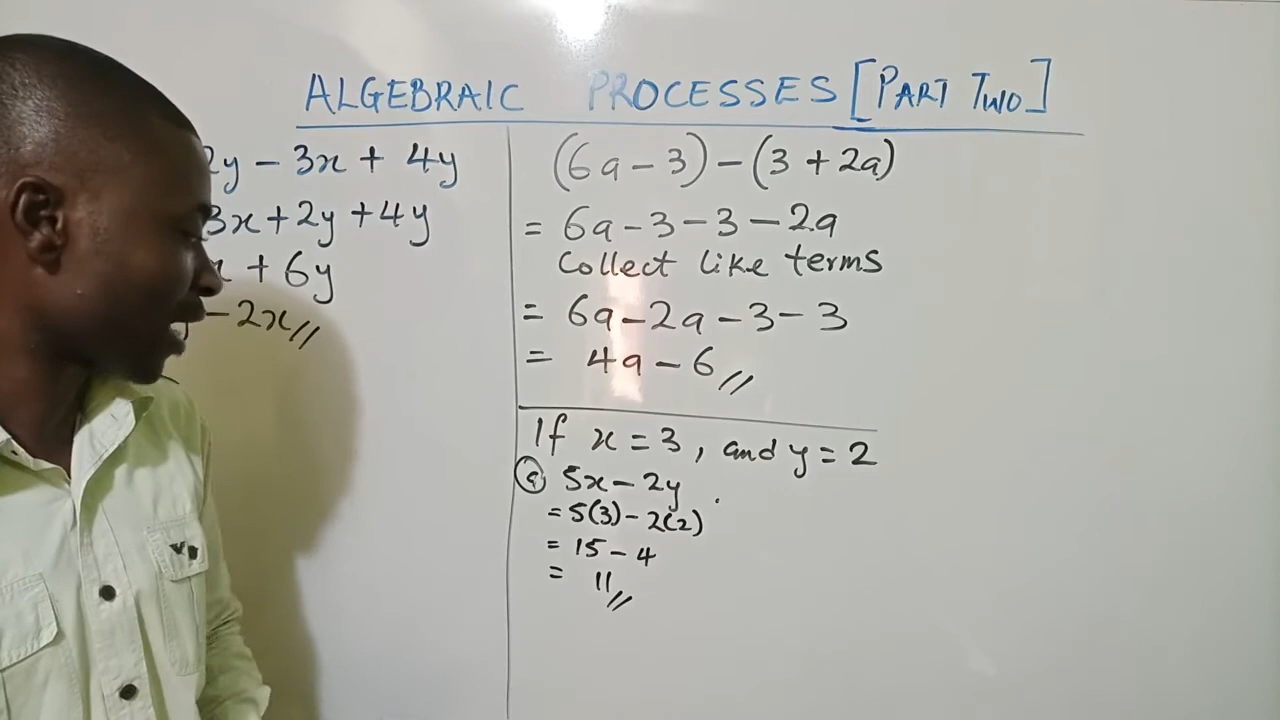 ALGEBRAIC PROCESSES [PART TWO]
2y - 3x + 4y
3x + 2y + 4y
x + 6y
- 2x //
(6a - 3) - (3 + 2a)
= 6a - 3 - 3 - 2a
Collect like terms
= 6a - 2a - 3 - 3
= 4a - 6 //
If x = 3, and y = 2
(a) 5x - 2y
= 5(3) - 2(2)
= 15 - 4
= 11 //